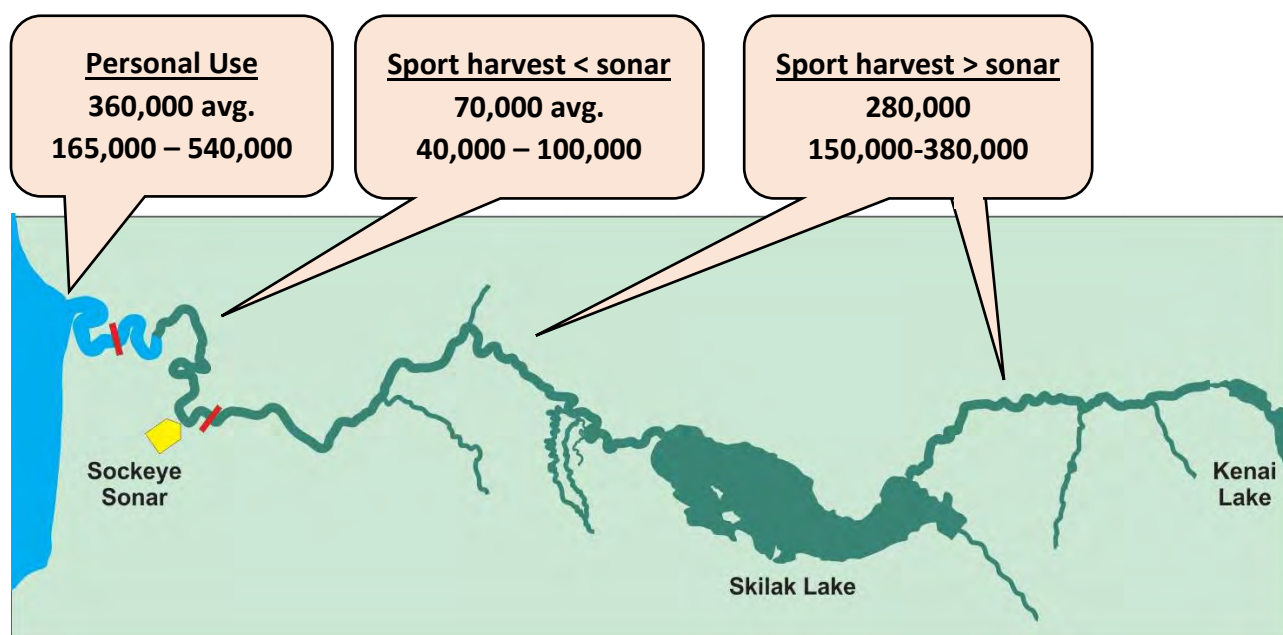 Personal Use
360,000 avg.
165,000 – 540,000
Sport harvest < sonar
70,000 avg.
40,000 – 100,000
Sport harvest > sonar
280,000
150,000-380,000
Sockeye
Sonar
Skilak Lake
Kenai
Lake